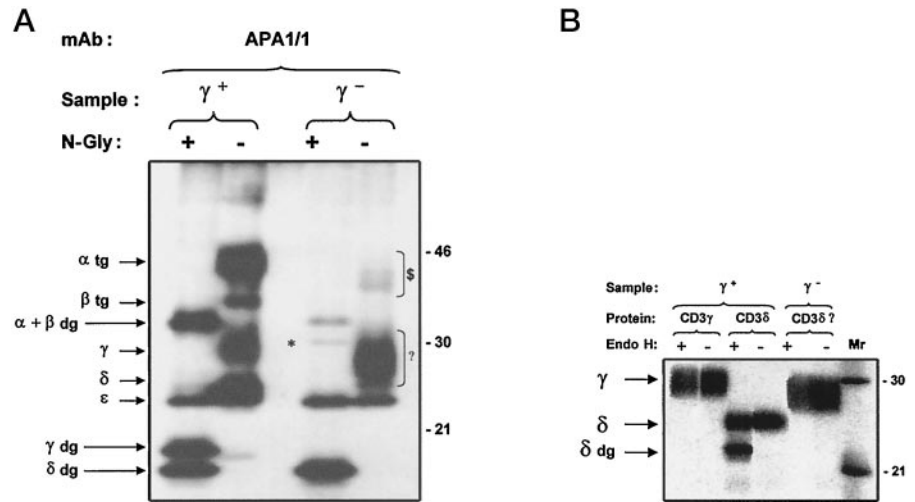 A
mAb : APA1/1
Sample : γ + γ −
N-Gly : + - + -
α tg
β tg
α + β dg
γ
δ
ε
γ dg
δ dg
- 46
- 30
- 21
$
?
*
B
Sample: γ + γ −
Protein: CD3γ CD3δ CD3δ ?
Endo H: + - + - + - Mr
γ
δ
δ dg
- 30
- 21